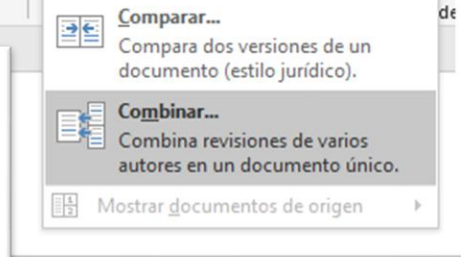 de
Comparar...
Compara dos versiones de un
documento (estilo jurídico).
Combinar...
Combina revisiones de varios
autores en un documento único.
Mostrar documentos de origen